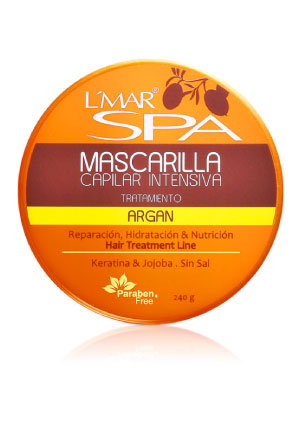 L'MAR®
SPA
MASCARILLA
CAPILAR INTENSIVA
TRATAMIENTO
ARGAN
Reparación, Hidratación & Nutrición
Hair Treatment Line
Keratina & Jojoba . Sin Sal
Paraben
Free
240 g